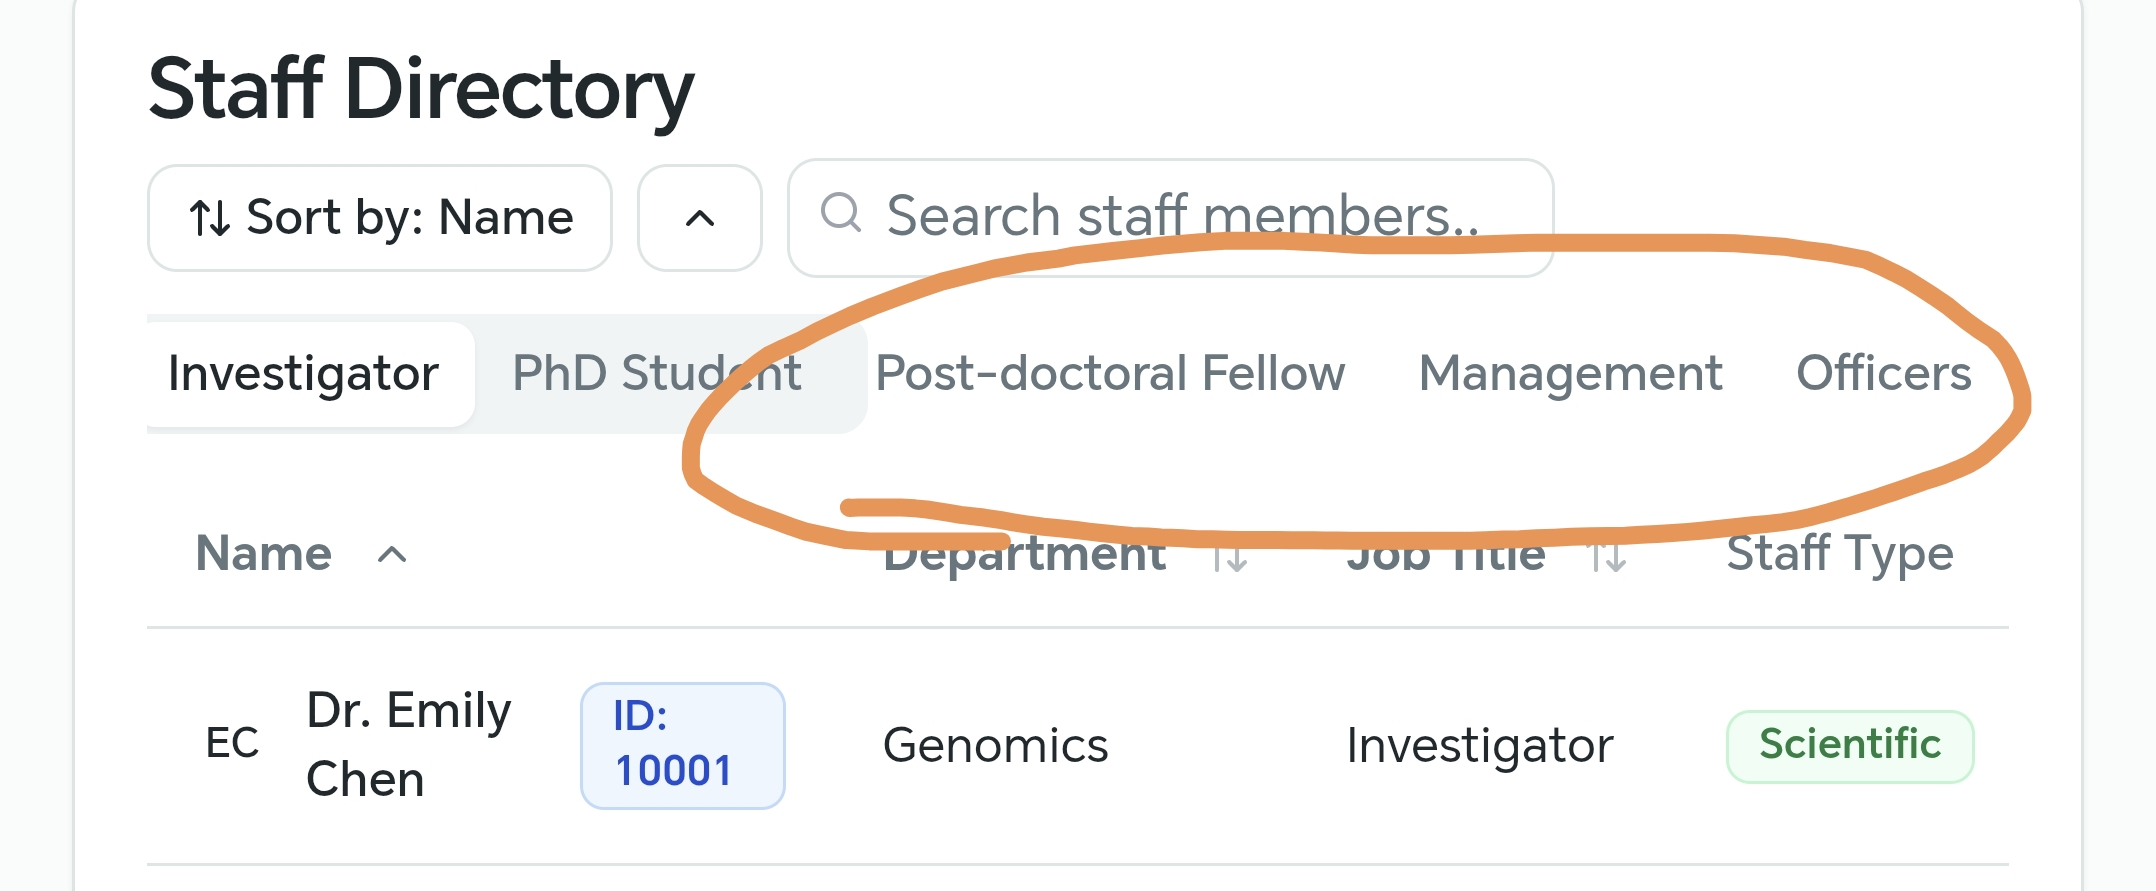 Staff Directory
Sort by: Name
Search staff members..
Investigator PhD Student Post-doctoral Fellow Management Officers
Name Department Job Title Staff Type
EC Dr. Emily Chen ID: 10001 Genomics Investigator Scientific